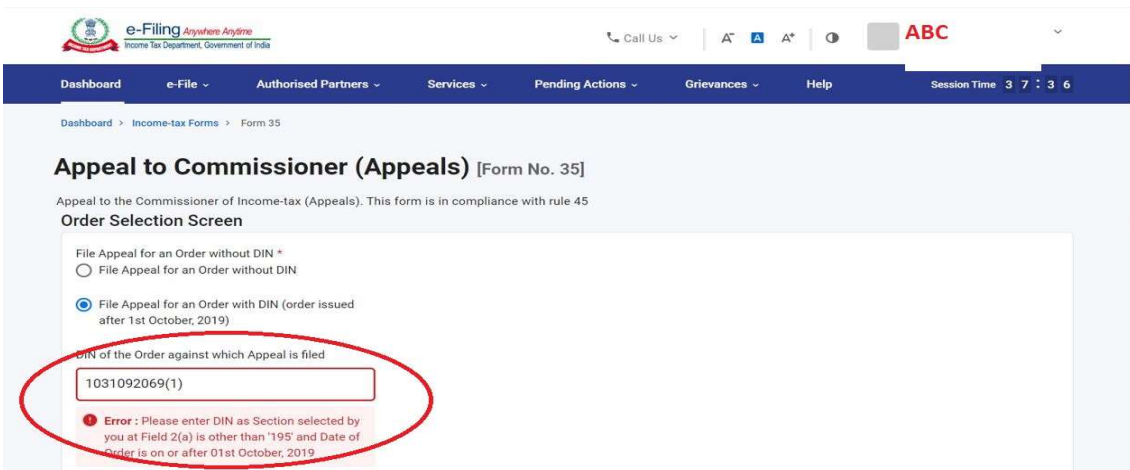 e-Filing Anywhere Anytime
Income Tax Department, Government of India
Call Us
A- A A+
ABC
Dashboard e-File Authorised Partners Services Pending Actions Grievances Help Session Time 3 7 : 3 6
Dashboard > Income-tax Forms > Form 35
Appeal to Commissioner (Appeals) [Form No. 35]
Appeal to the Commissioner of Income-tax (Appeals). This form is in compliance with rule 45
Order Selection Screen
File Appeal for an Order without DIN *
File Appeal for an Order without DIN
File Appeal for an Order with DIN (order issued
after 1st October, 2019)
DIN of the Order against which Appeal is filed
1031092069(1)
Error : Please enter DIN as Section selected by
you at Field 2(a) is other than '195' and Date of
Order is on or after 01st October, 2019